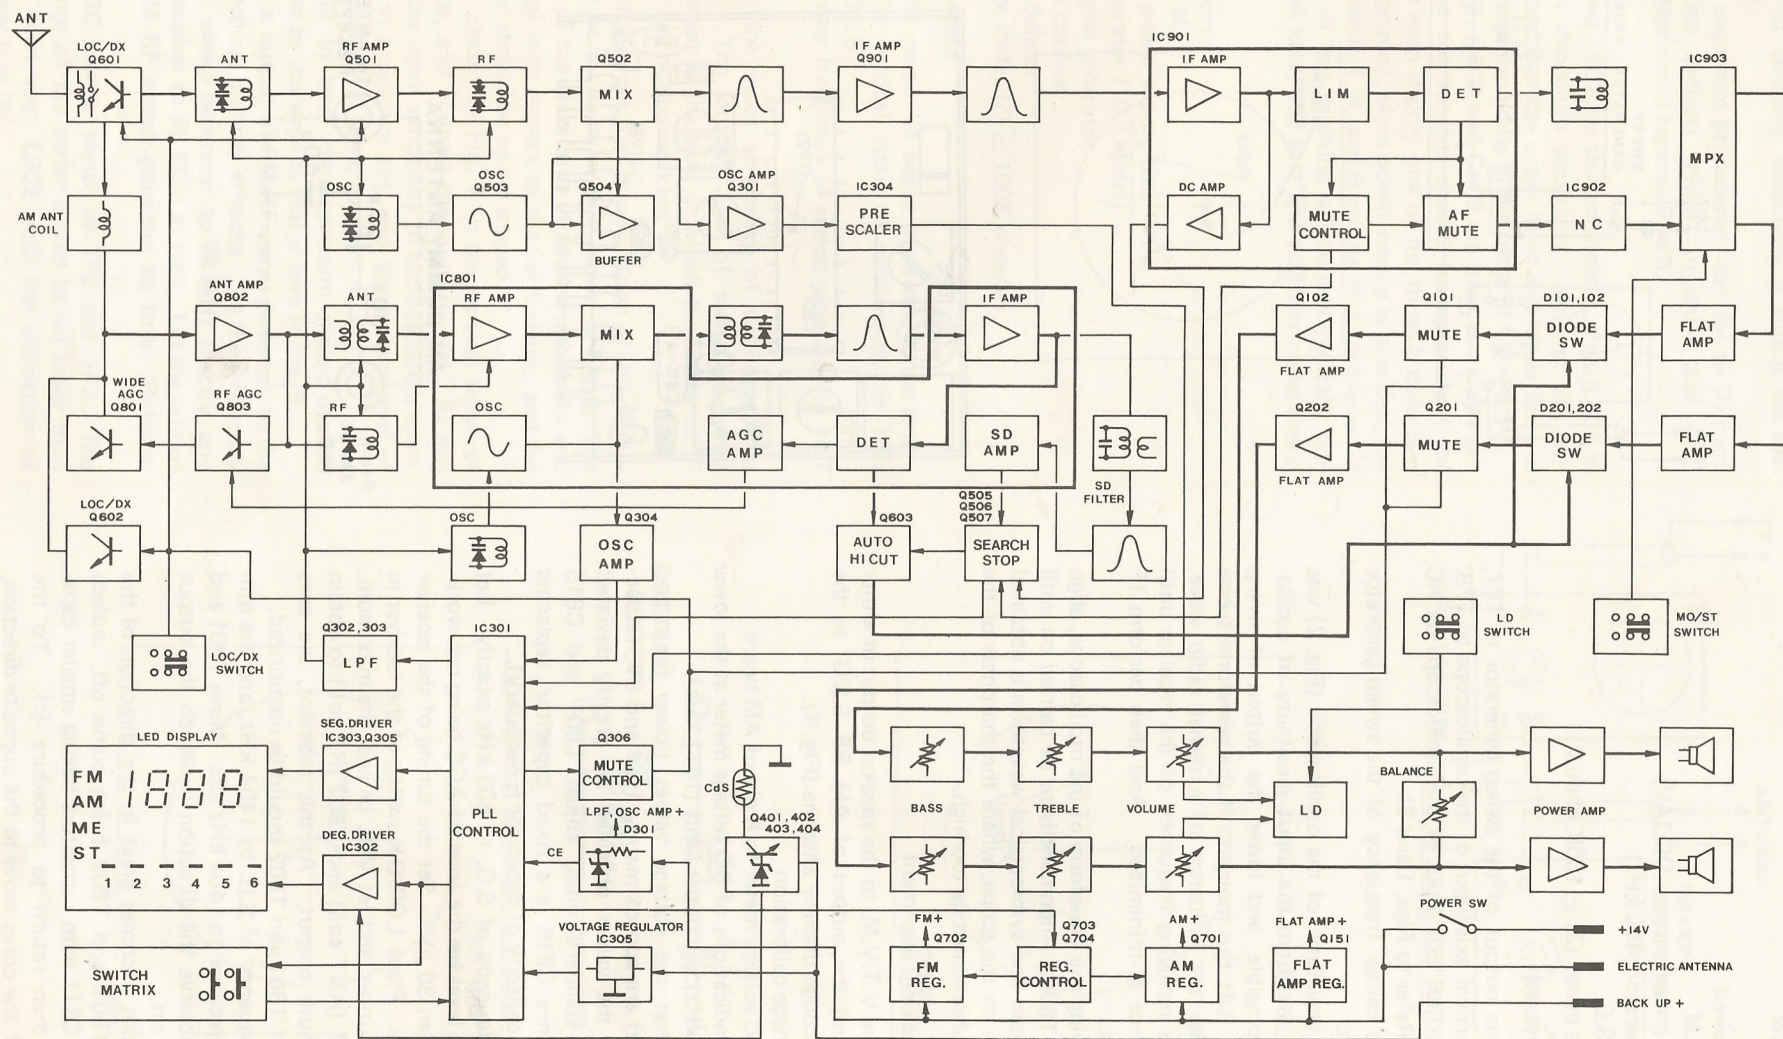 ANT
LOC/DX
Q601
ANT
RF AMP
Q501
RF
Q502
MIX
IF AMP
Q901
IC901
IF AMP
LIM
DET
IC903
MPX
AM ANT
COIL
OSC
OSC
Q503
Q504
BUFFER
OSC AMP
Q301
IC304
PRE
SCALER
DC AMP
MUTE
CONTROL
AF
MUTE
IC902
NC
ANT AMP
Q802
ANT
IC801
RF AMP
MIX
IF AMP
Q102
FLAT AMP
Q101
MUTE
D101,102
DIODE
SW
FLAT
AMP
WIDE
AGC
Q801
RF AGC
Q803
RF
OSC
AGC
AMP
DET
SD
AMP
SD
FILTER
Q202
FLAT AMP
Q201
MUTE
D201,202
DIODE
SW
FLAT
AMP
LOC/DX
Q602
OSC
Q304
OSC
AMP
Q603
AUTO
HI CUT
Q505
Q506
Q507
SEARCH
STOP
LOC/DX
SWITCH
Q302,303
LPF
IC301
PLL
CONTROL
LD
SWITCH
MO/ST
SWITCH
LED DISPLAY
FM
AM
ME
ST
1888
1 2 3 4 5 6
SEG.DRIVER
IC303,Q305
DEG.DRIVER
IC302
Q306
MUTE
CONTROL
LPF, OSC AMP+
D301
CE
CdS
Q401,402
403,404
BASS
TREBLE
VOLUME
LD
BALANCE
POWER AMP
SWITCH
MATRIX
VOLTAGE REGULATOR
IC305
FM+
Q702
FM
REG.
Q703
Q704
REG.
CONTROL
AM+
Q701
AM
REG.
FLAT AMP+
Q151
FLAT
AMP REG.
POWER SW
+14V
ELECTRIC ANTENNA
BACK UP +